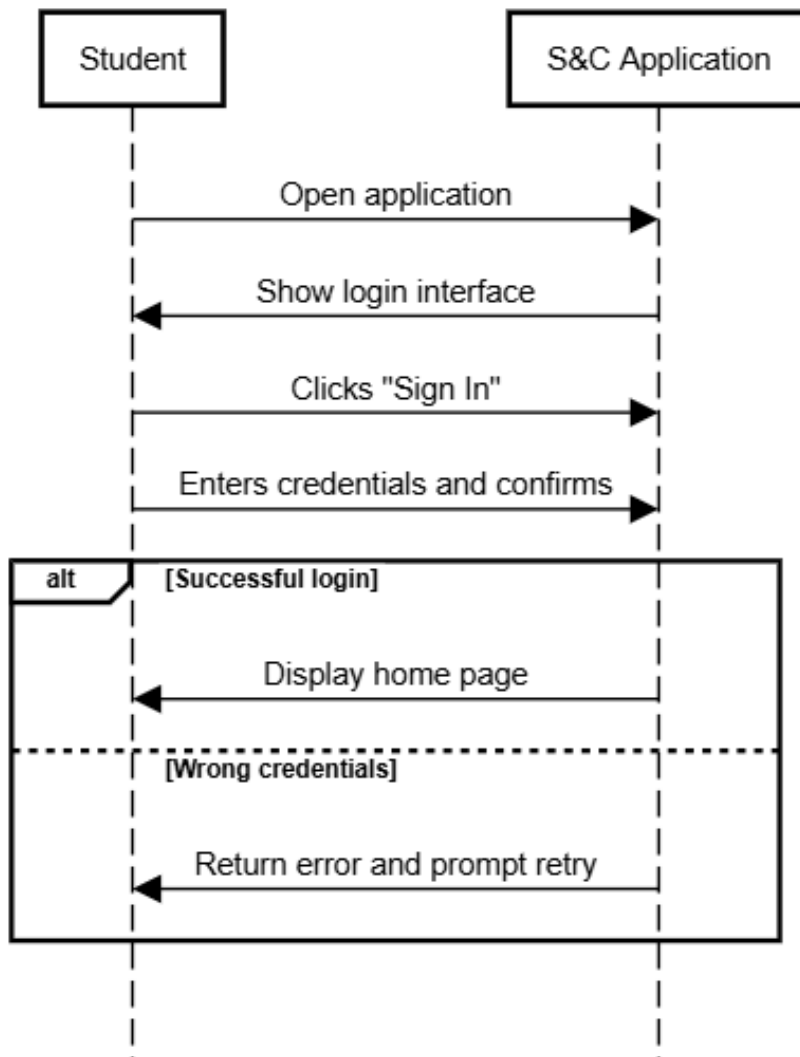 Student
S&C Application
Open application
Show login interface
Clicks "Sign In"
Enters credentials and confirms
alt
[Successful login]
Display home page
[Wrong credentials]
Return error and prompt retry